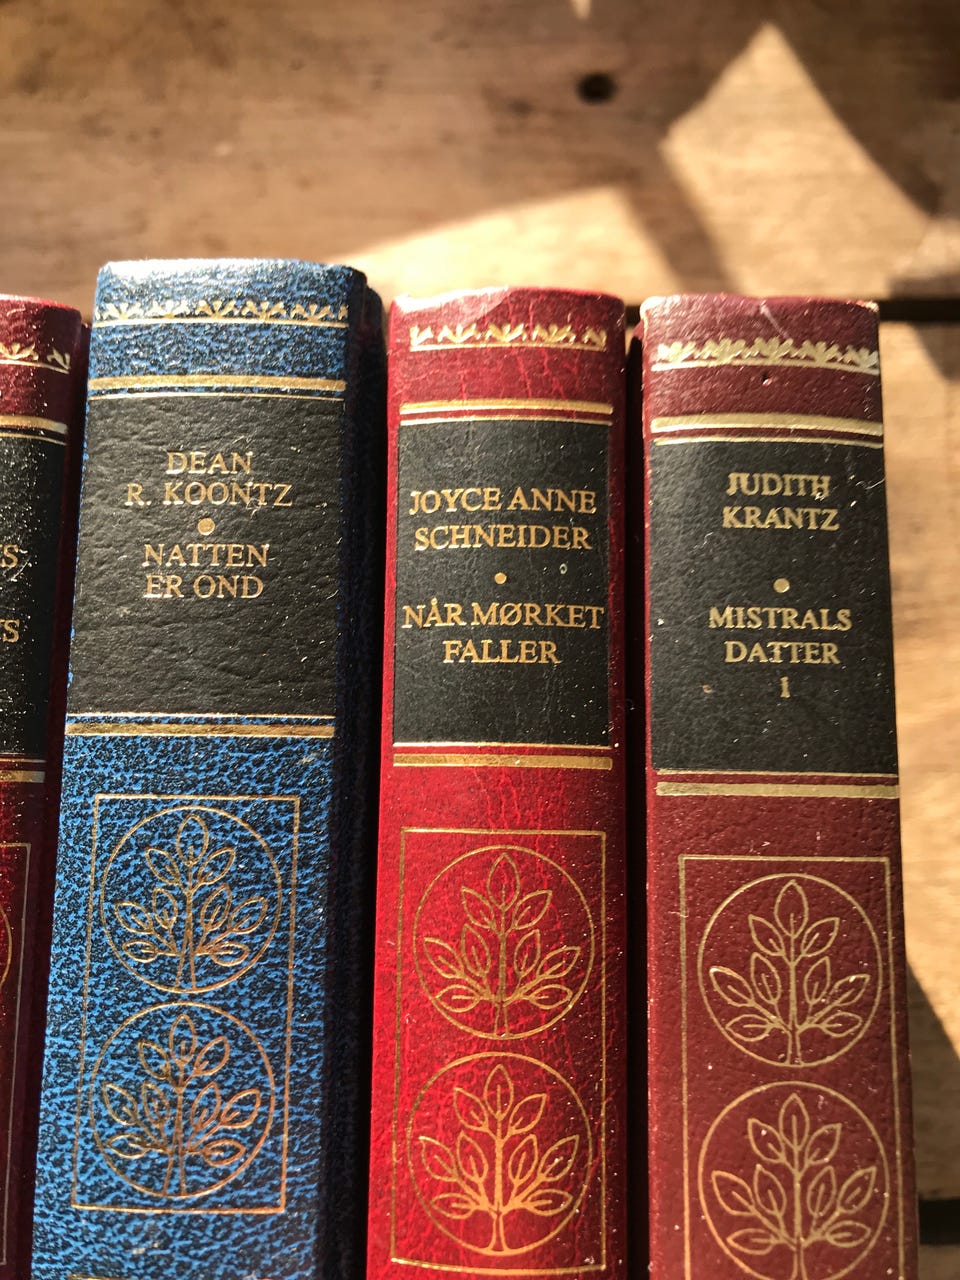 DEAN
R. KOONTZ
NATTEN
ER OND
JOYCE ANNE
SCHNEIDER
NÅR MØRKET
FALLER
JUDITH
KRANTZ
MISTRALS
DATTER
1